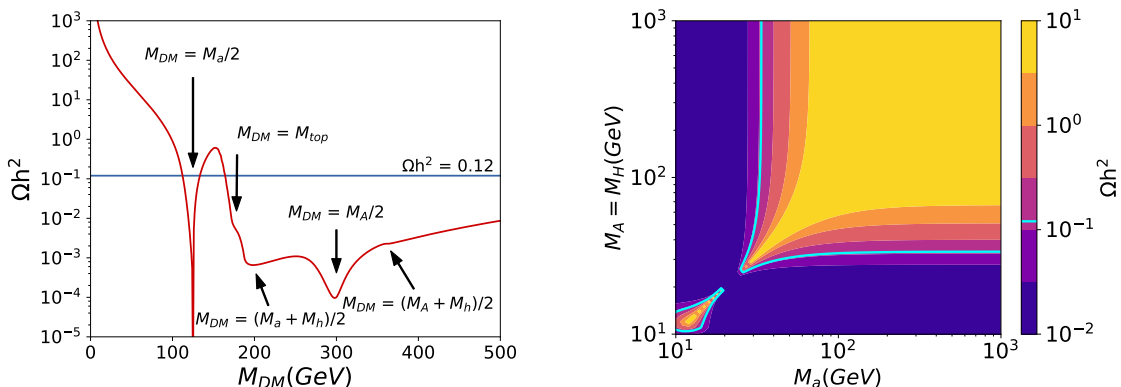 10³
10²
10¹
10⁰
10⁻¹
10⁻²
10⁻³
10⁻⁴
10⁻⁵
Ωh²
M_DM = M_a/2
M_DM = M_top
Ωh² = 0.12
M_DM = M_A/2
M_DM = (M_a + M_h)/2
M_DM = (M_A + M_h)/2
0 100 200 300 400 500
M_DM(GeV)
10³
10²
10¹
M_A = M_H(GeV)
10¹ 10² 10³
M_a(GeV)
10¹
10⁰
10⁻¹
10⁻²
Ωh²